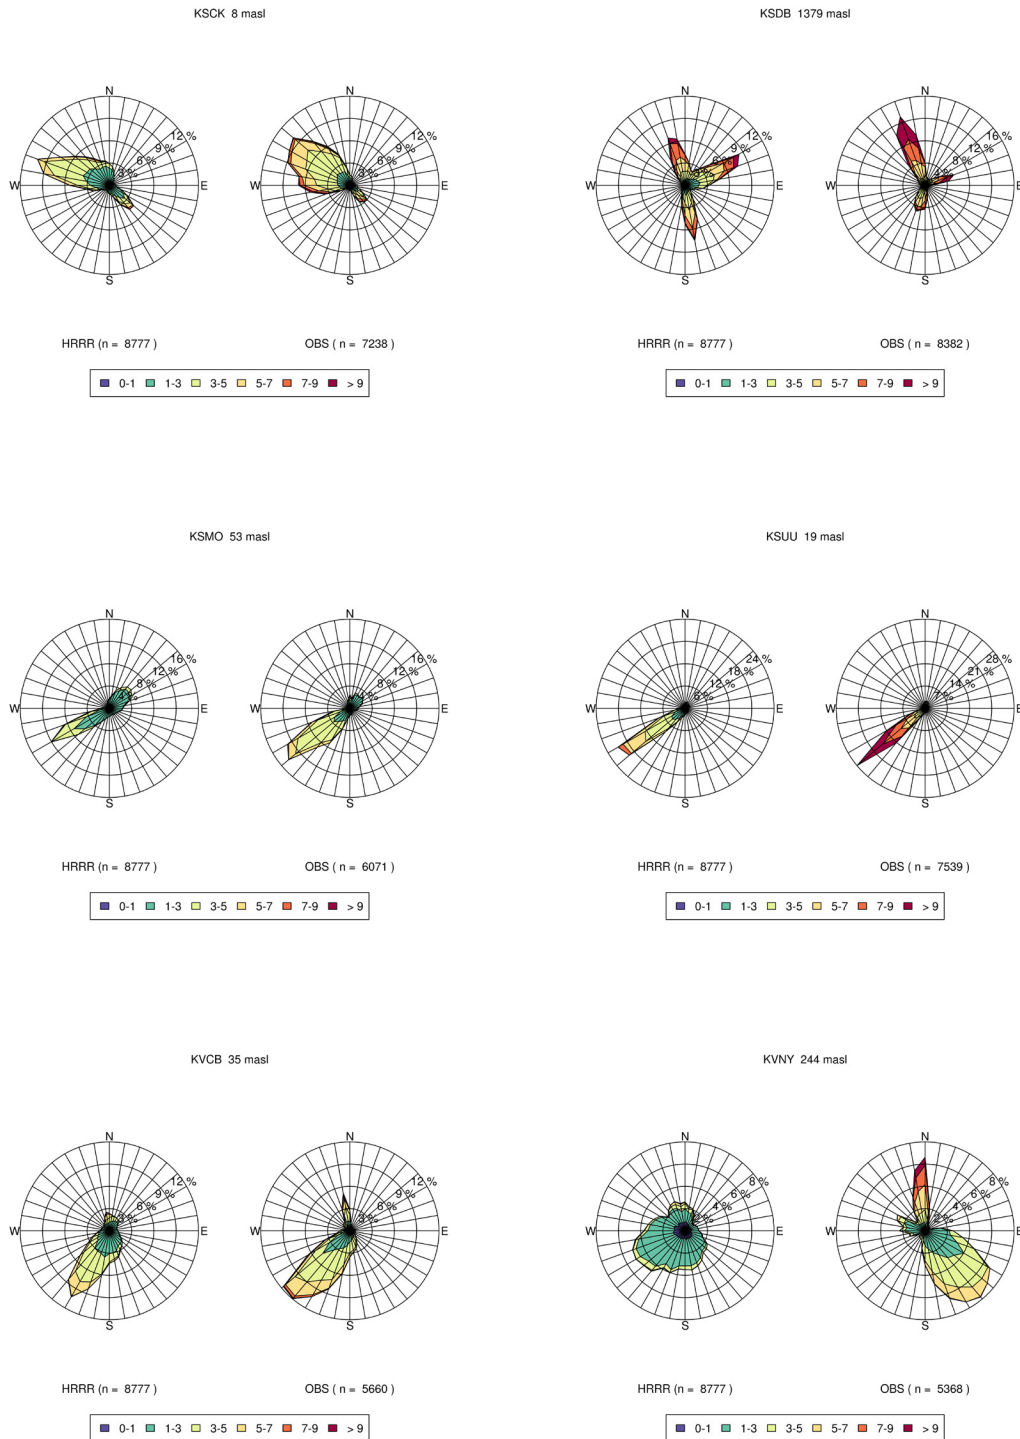 KSCK 8 masl
N
W
E
S
3 %
6 %
9 %
12 %
HRRR (n = 8777 )
N
W
E
S
3 %
6 %
9 %
12 %
OBS ( n = 7238 )
0-1 1-3 3-5 5-7 7-9 > 9
KSDB 1379 masl
N
W
E
S
6 %
9 %
12 %
HRRR (n = 8777 )
N
W
E
S
8 %
12 %
16 %
OBS ( n = 8382 )
0-1 1-3 3-5 5-7 7-9 > 9
KSMO 53 masl
N
W
E
S
4 %
8 %
12 %
16 %
HRRR (n = 8777 )
N
W
E
S
4 %
8 %
12 %
16 %
OBS ( n = 6071 )
0-1 1-3 3-5 5-7 7-9 > 9
KSUU 19 masl
N
W
E
S
6 %
12 %
18 %
24 %
HRRR (n = 8777 )
N
W
E
S
7 %
14 %
21 %
28 %
OBS ( n = 7539 )
0-1 1-3 3-5 5-7 7-9 > 9
KVCB 35 masl
N
W
E
S
3 %
6 %
9 %
12 %
HRRR (n = 8777 )
N
W
E
S
3 %
6 %
9 %
12 %
OBS ( n = 5660 )
0-1 1-3 3-5 5-7 7-9 > 9
KVNY 244 masl
N
W
E
S
2 %
4 %
6 %
8 %
HRRR (n = 8777 )
N
W
E
S
2 %
4 %
6 %
8 %
OBS ( n = 5368 )
0-1 1-3 3-5 5-7 7-9 > 9